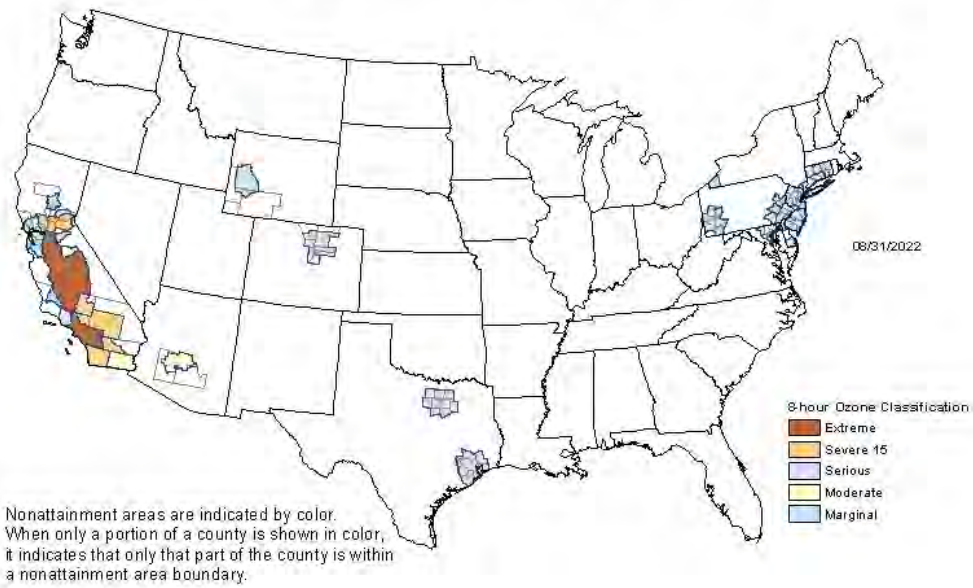 08/31/2022
8-hour Ozone Classification
Extreme
Severe 15
Serious
Moderate
Marginal
Nonattainment areas are indicated by color.
When only a portion of a county is shown in color,
it indicates that only that part of the county is within
a nonattainment area boundary.